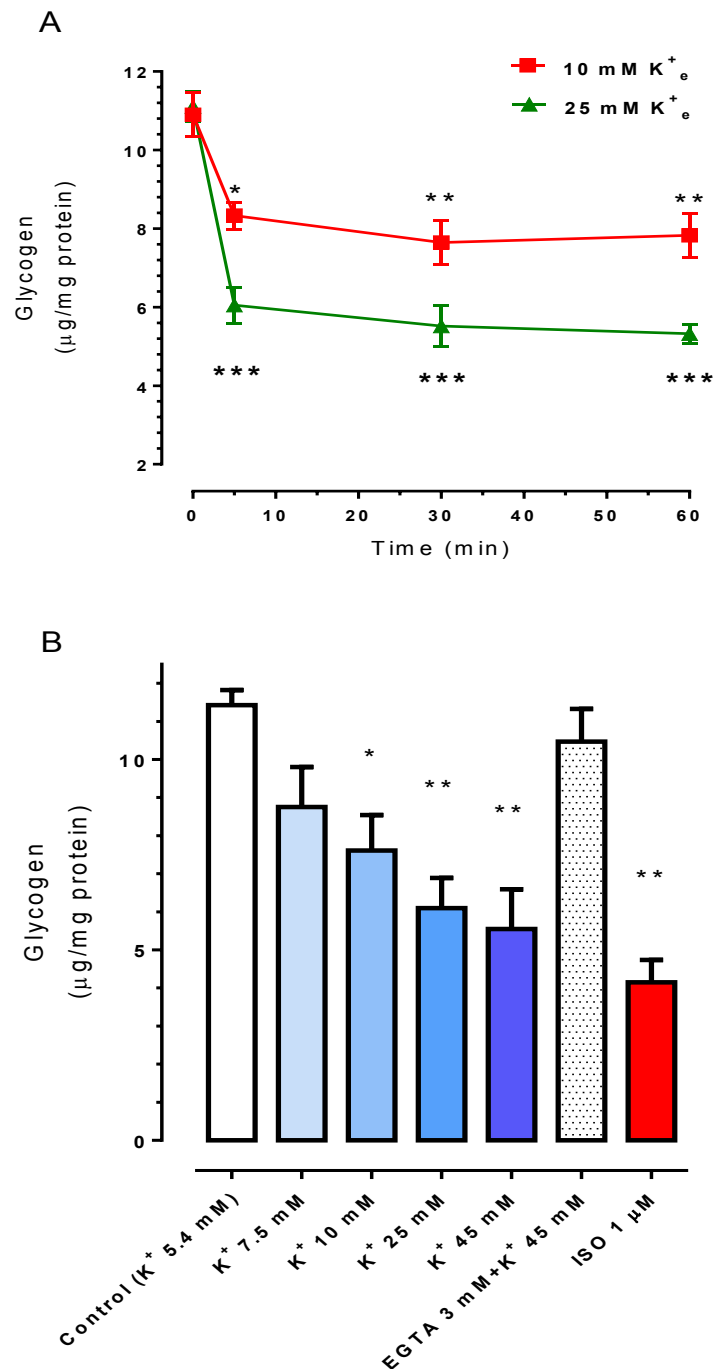 A
10 mM K⁺ₑ
25 mM K⁺ₑ
12
10
8
6
4
2
Glycogen
(μg/mg protein)
*
**
**
***
***
***
0
10
20
30
40
50
60
Time (min)
B
10
5
0
Glycogen
(μg/mg protein)
*
**
**
**
Control (K⁺ 5.4 mM)
K⁺ 7.5 mM
K⁺ 10 mM
K⁺ 25 mM
K⁺ 45 mM
EGTA 3 mM+K⁺ 45 mM
ISO 1 μM